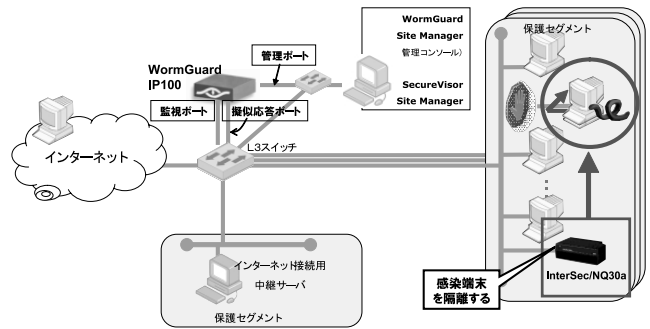 WormGuard
Site Manager
管理コンソール）
SecureVisor
Site Manager
管理ポート
WormGuard
IP100
監視ポート
擬似応答ポート
インターネット
L3スイッチ
保護セグメント
インターネット接続用
中継サーバ
保護セグメント
感染端末
を隔離する
InterSec/NQ30a